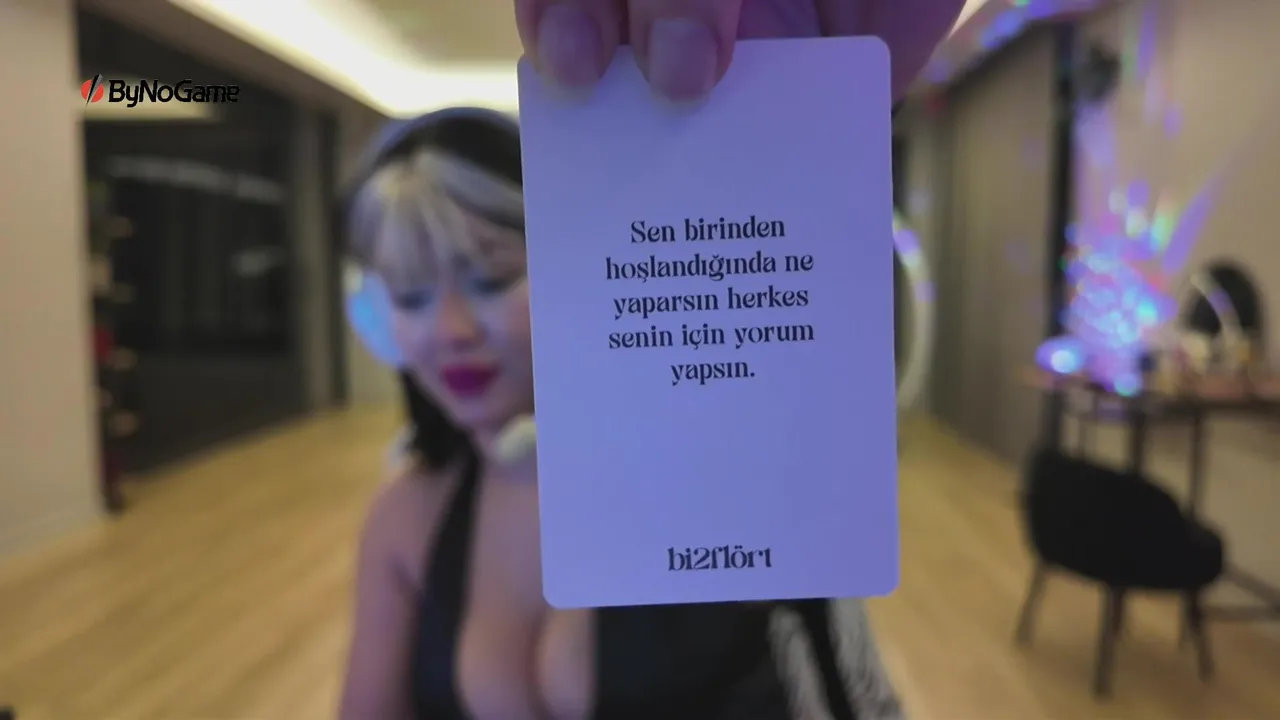 ByNoGame
Sen birinden
hoşlandığında ne
yaparsın herkes
senin için yorum
yapsın.
bi2flört